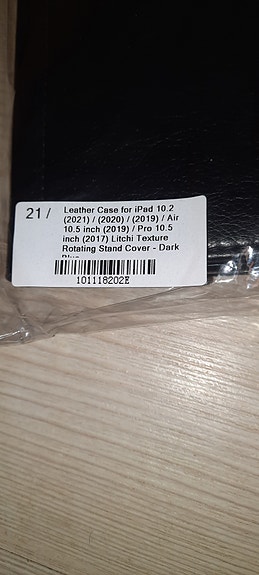 21 /
Leather Case for iPad 10.2
(2021) / (2020) / (2019) / Air
10.5 inch (2019) / Pro 10.5
inch (2017) Litchi Texture
Rotating Stand Cover - Dark
101118202E